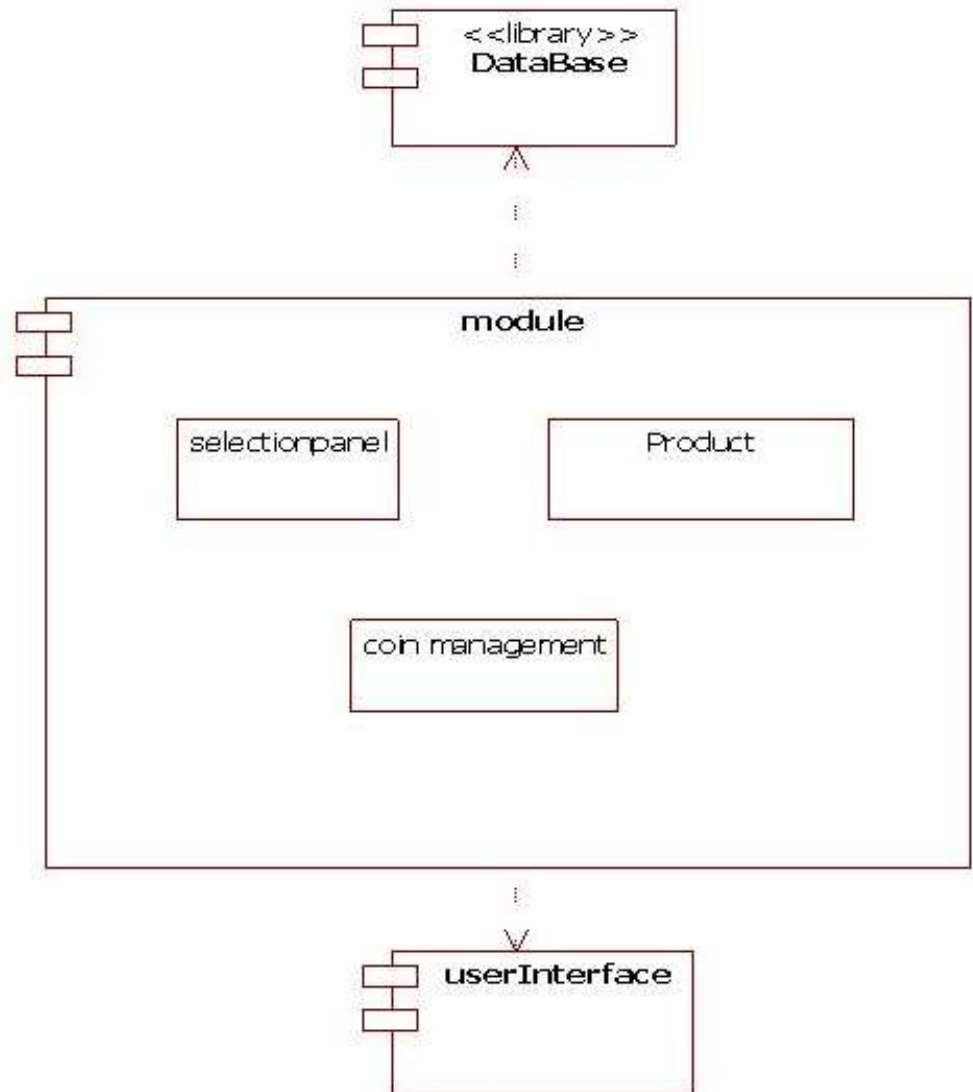 <<library>>
DataBase
module
selectionpanel
Product
coin management
userInterface